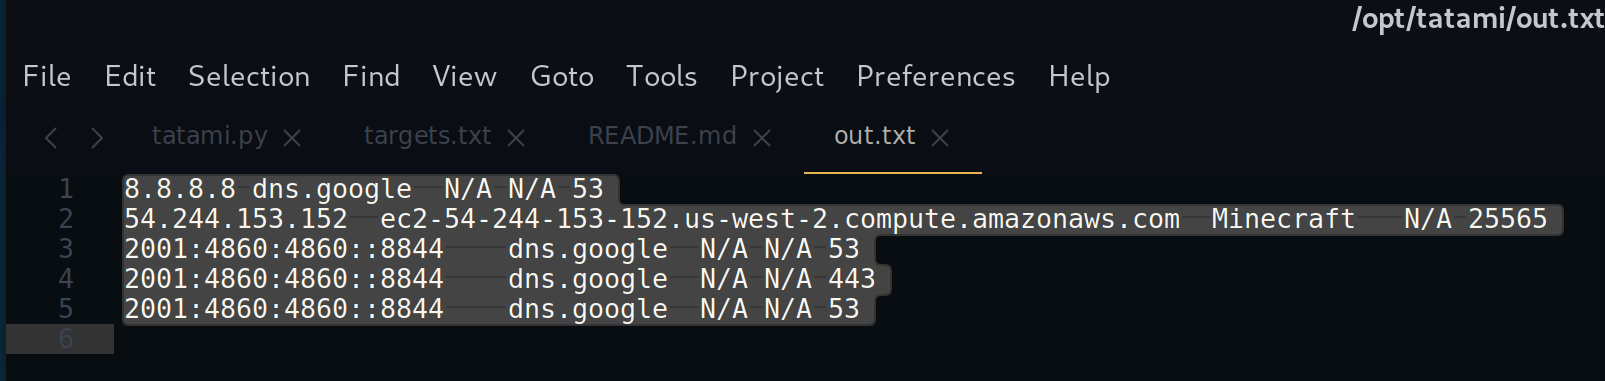 /opt/tatami/out.txt
File Edit Selection Find View Goto Tools Project Preferences Help
tatami.py targets.txt README.md out.txt
1 8.8.8.8 dns.google N/A N/A 53
2 54.244.153.152 ec2-54-244-153-152.us-west-2.compute.amazonaws.com Minecraft N/A 25565
3 2001:4860:4860::8844 dns.google N/A N/A 53
4 2001:4860:4860::8844 dns.google N/A N/A 443
5 2001:4860:4860::8844 dns.google N/A N/A 53
6